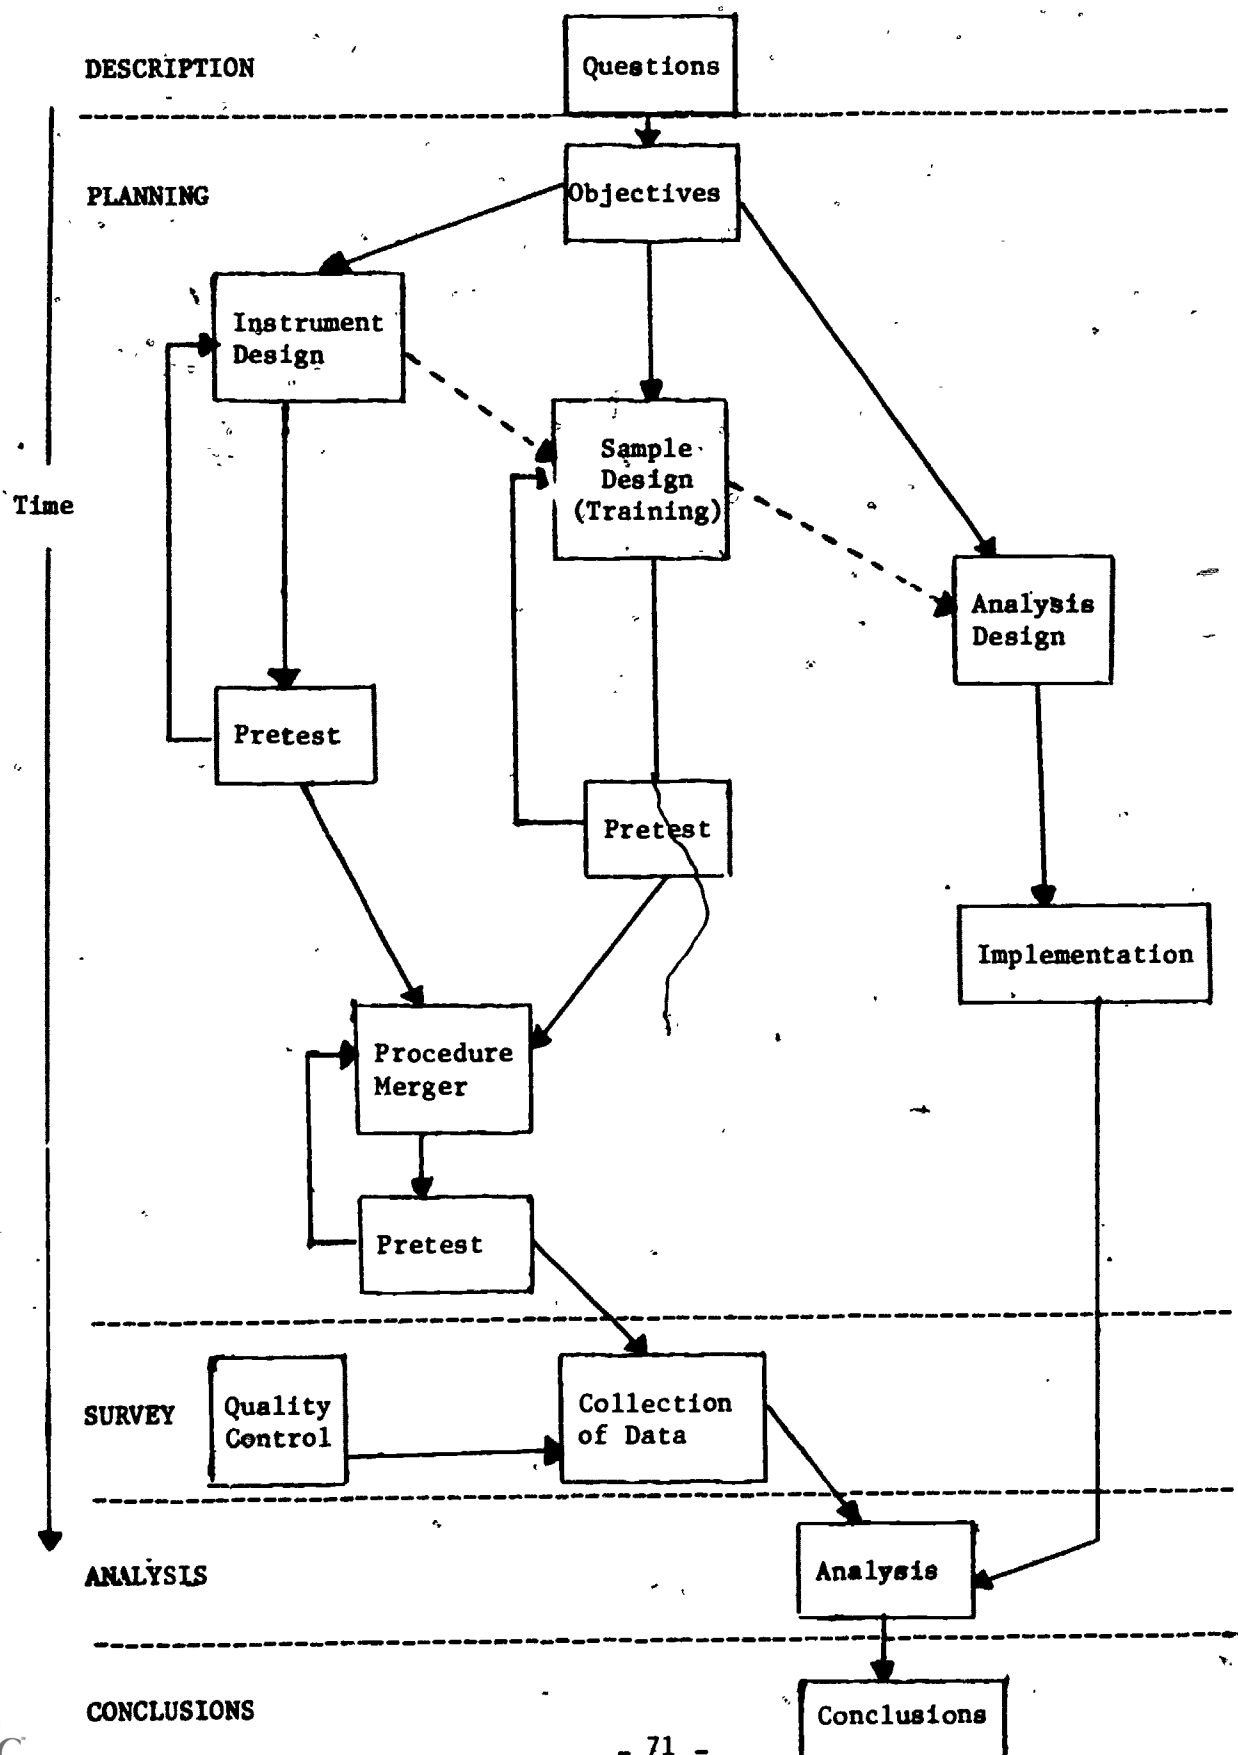 DESCRIPTION
Questions
PLANNING
Objectives
Instrument
Design
Sample
Design
(Training)
Time
Analysis
Design
Pretest
Pretest
Implementation
Procedure
Merger
Pretest
SURVEY
Quality
Control
Collection
of Data
ANALYSIS
Analysis
CONCLUSIONS
Conclusions
- 71 -